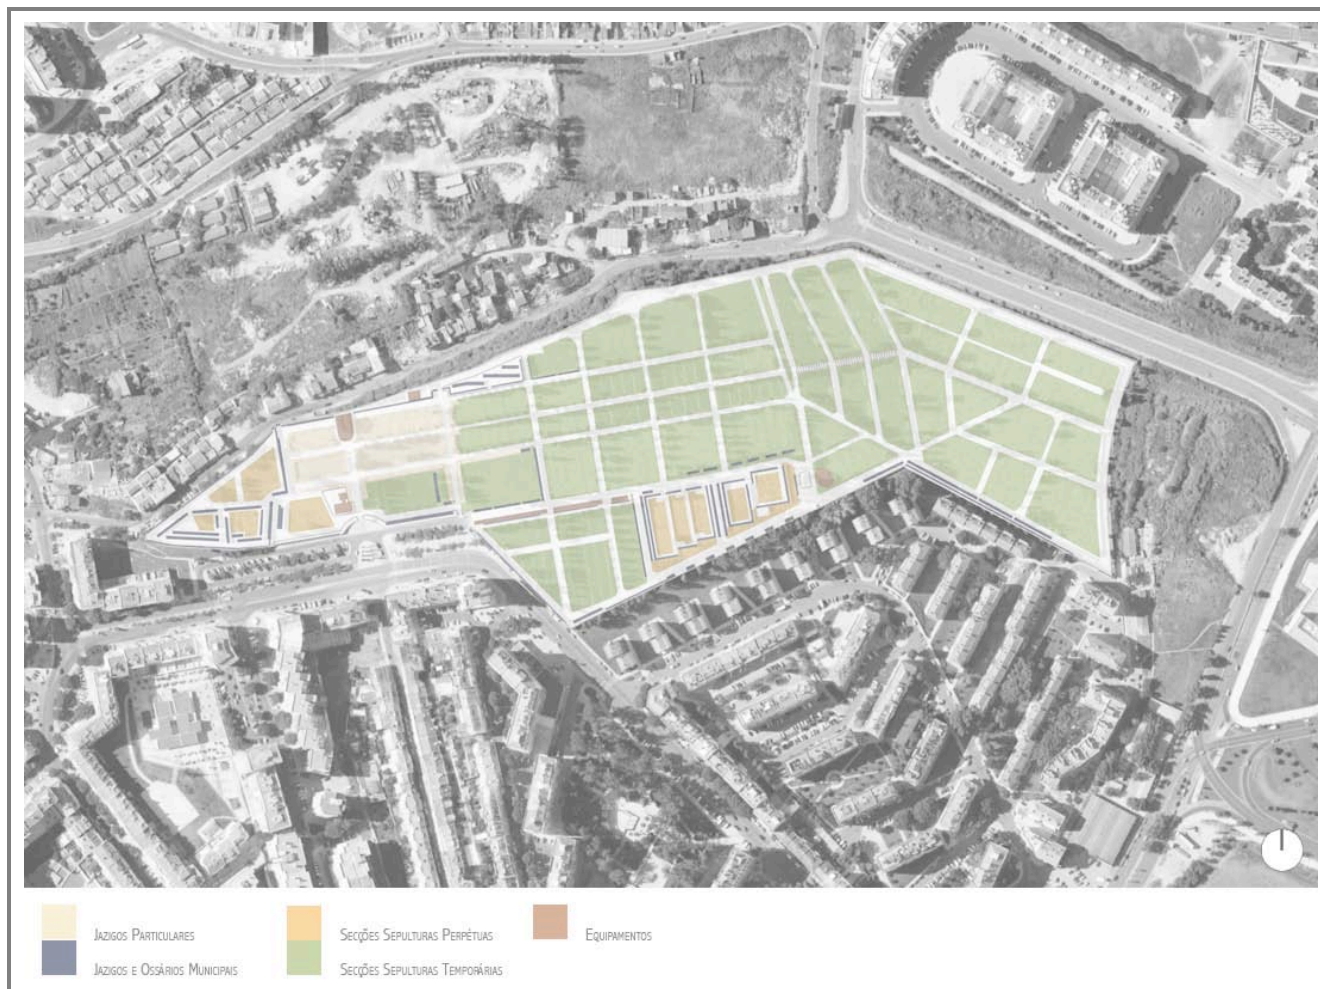 Jazigos Particulares
Jazigos e Ossários Municipais
Secções Sepulturas Perpétuas
Secções Sepulturas Temporárias
Equipamentos